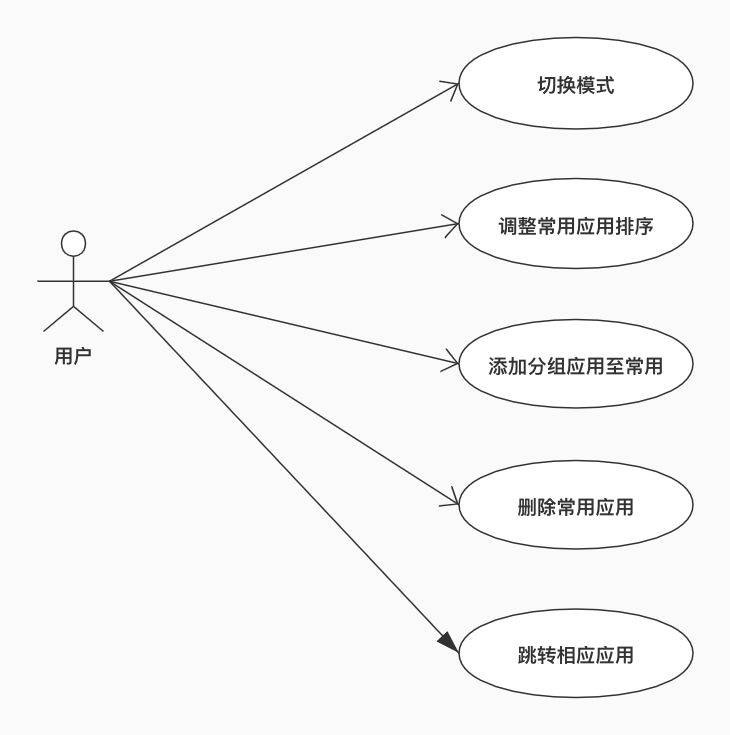 切换模式
调整常用应用排序
用户
添加分组应用至常用
删除常用应用
跳转相应应用